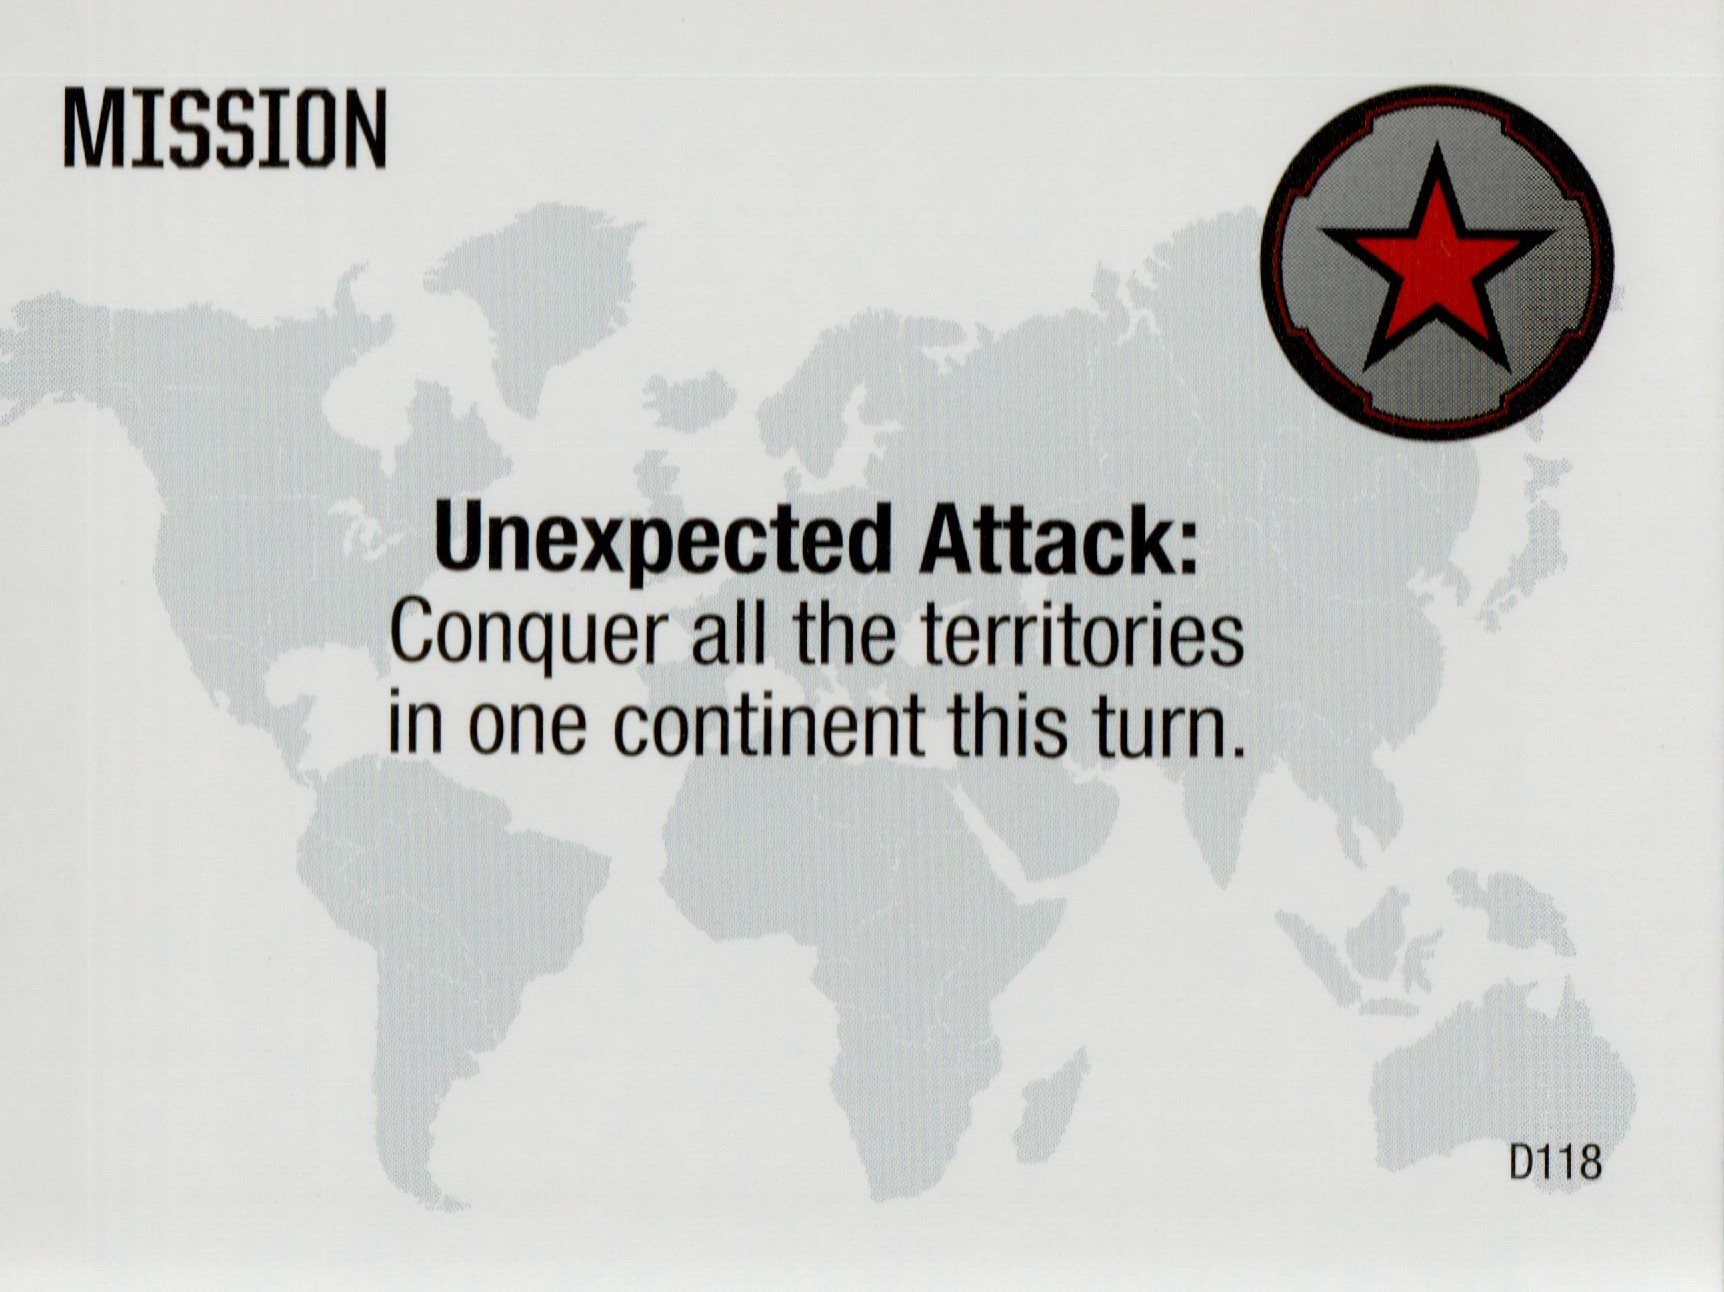 MISSION
Unexpected Attack:
Conquer all the territories
in one continent this turn.
D118